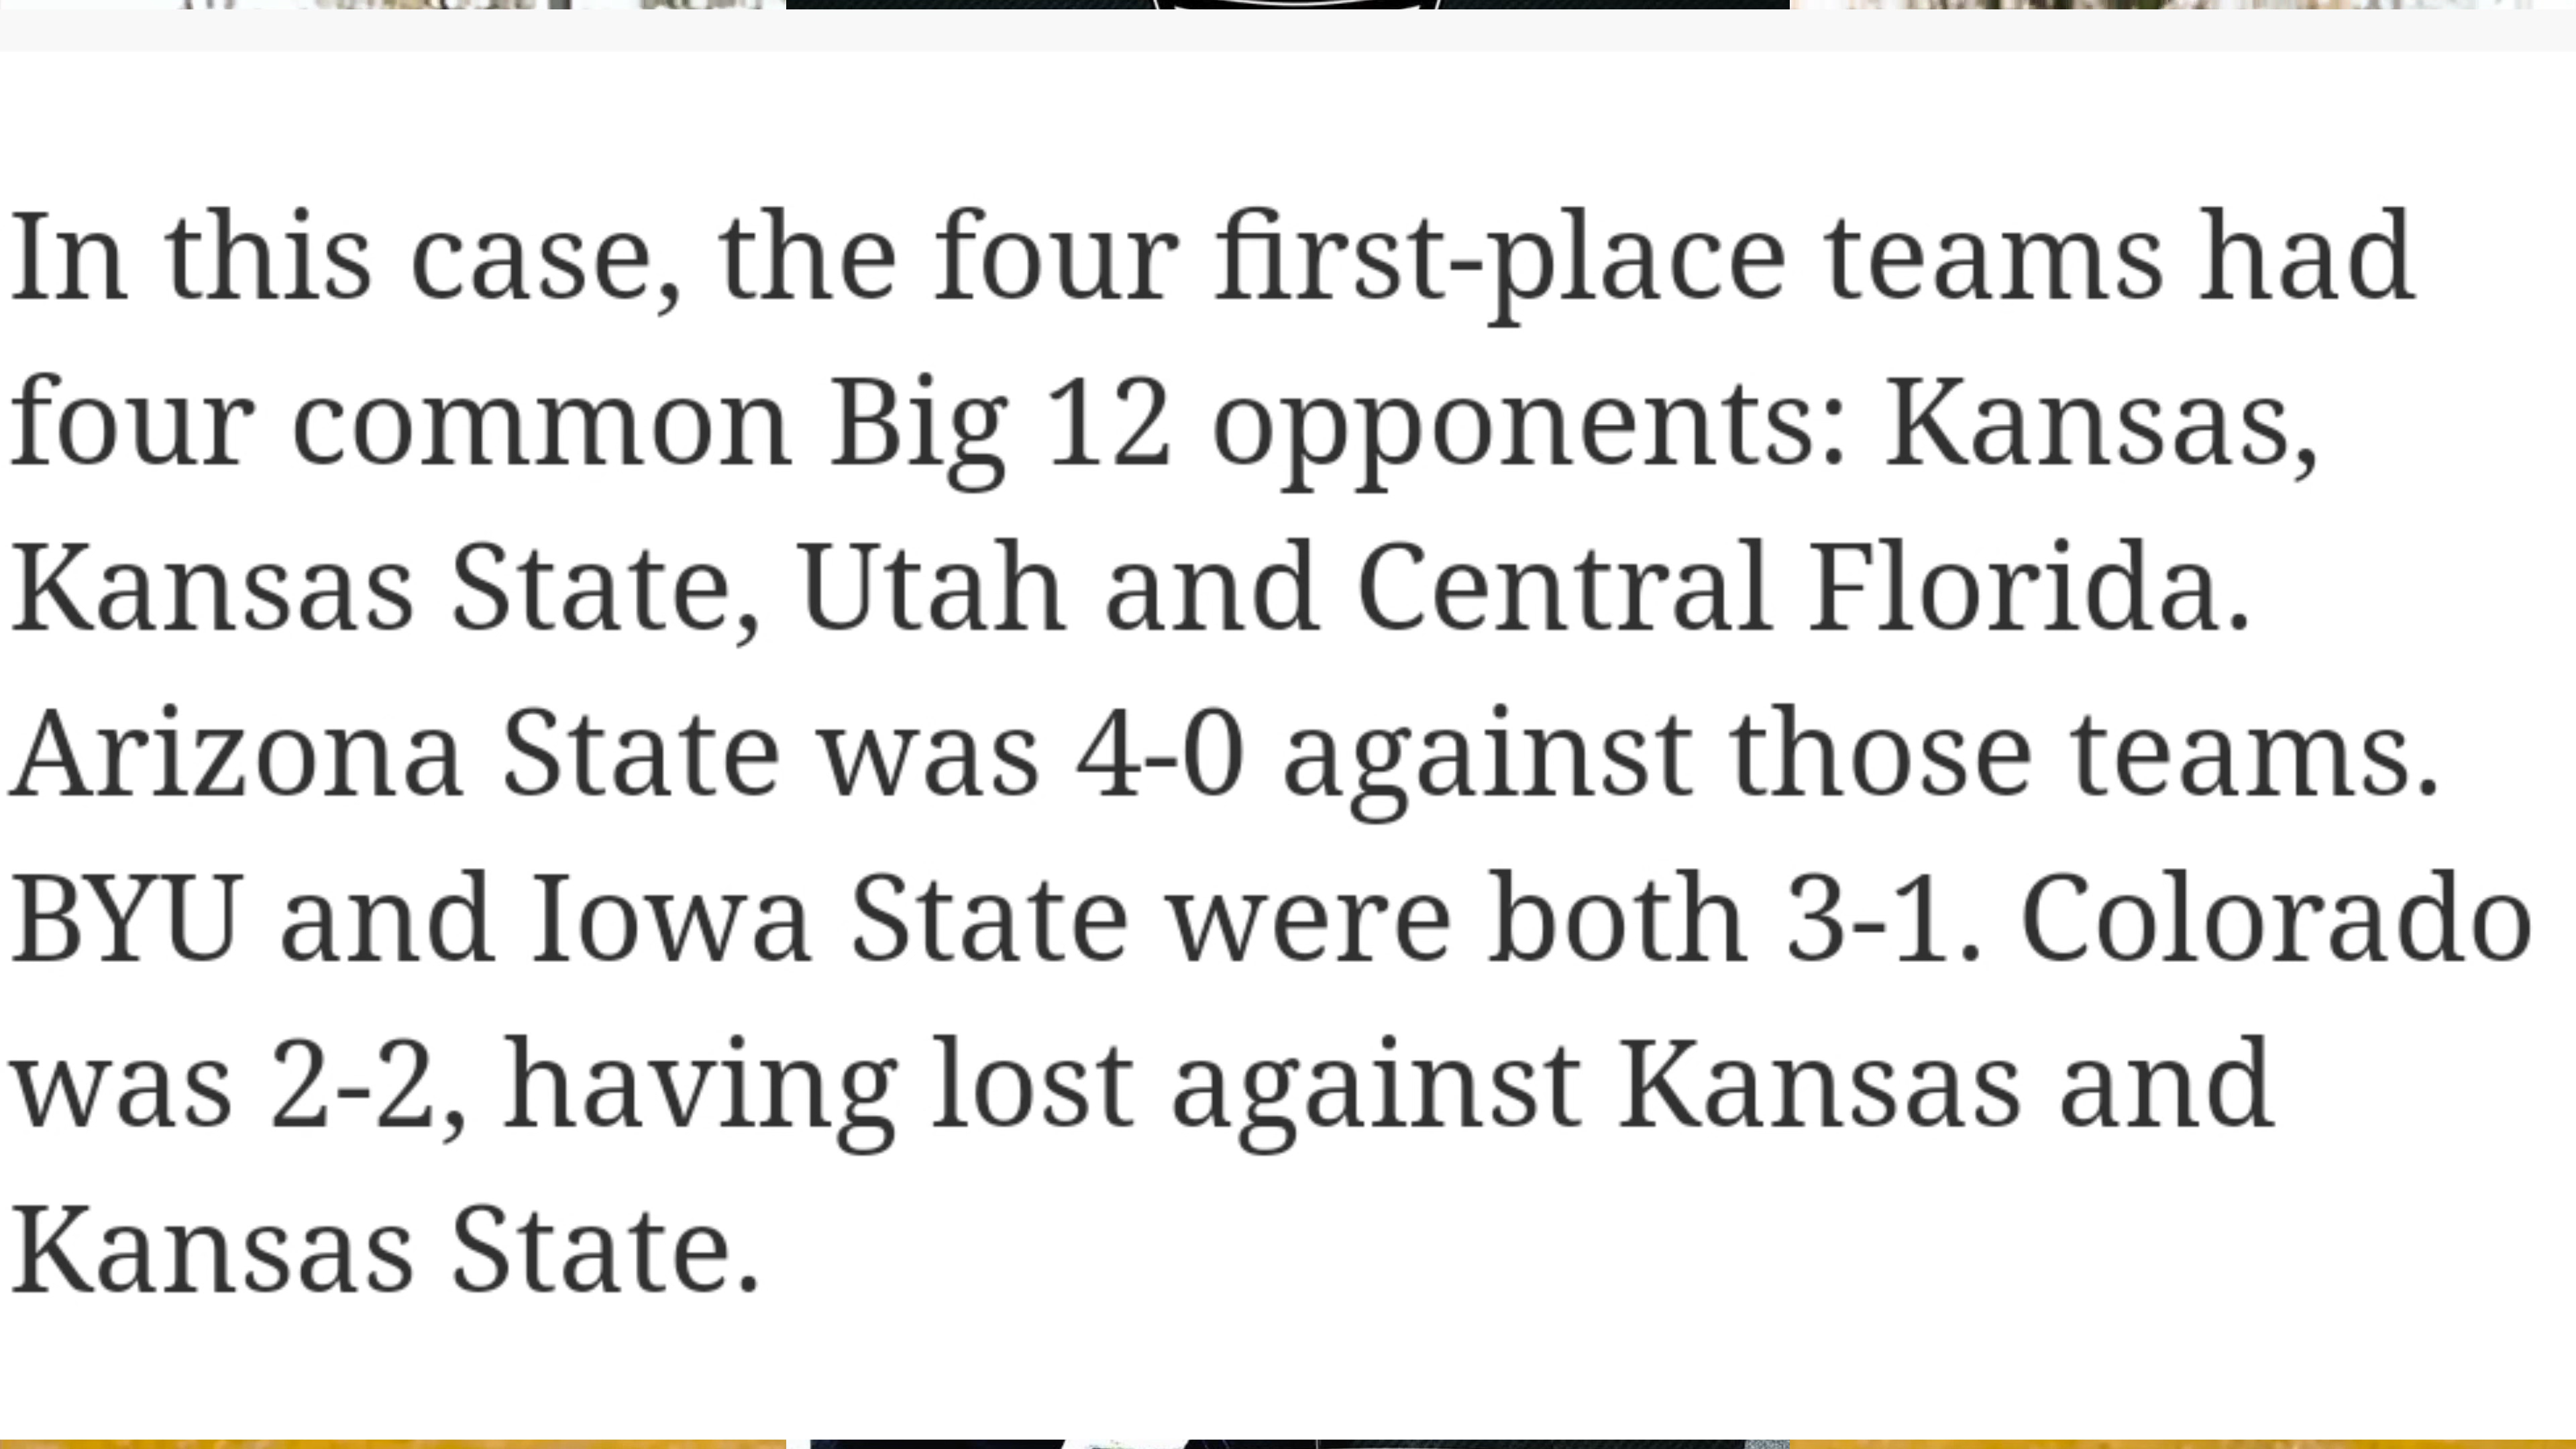 In this case, the four first-place teams had
four common Big 12 opponents: Kansas,
Kansas State, Utah and Central Florida.
Arizona State was 4-0 against those teams.
BYU and Iowa State were both 3-1. Colorado
was 2-2, having lost against Kansas and
Kansas State.